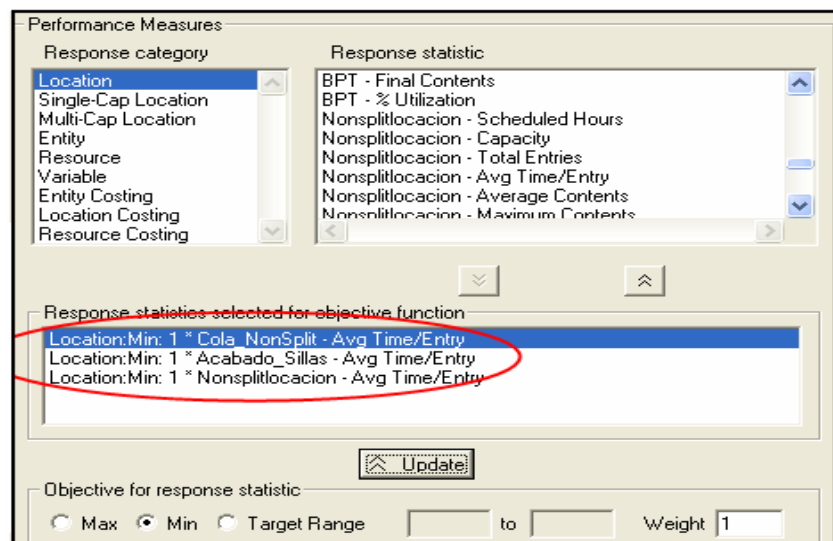 Performance Measures
Response category
Response statistic
Location
Single-Cap Location
Multi-Cap Location
Entity
Resource
Variable
Entity Costing
Location Costing
Resource Costing
BPT - Final Contents
BPT - % Utilization
Nonsplitlocacion - Scheduled Hours
Nonsplitlocacion - Capacity
Nonsplitlocacion - Total Entries
Nonsplitlocacion - Avg Time/Entry
Nonsplitlocacion - Average Contents
Nonsplitlocacion - Maximum Contents
Response statistics selected for objective function
Location:Min: 1 * Cola_NonSplit - Avg Time/Entry
Location:Min: 1 * Acabado_Sillas - Avg Time/Entry
Location:Min: 1 * Nonsplitlocacion - Avg Time/Entry
Update
Objective for response statistic
Max Min Target Range to Weight 1